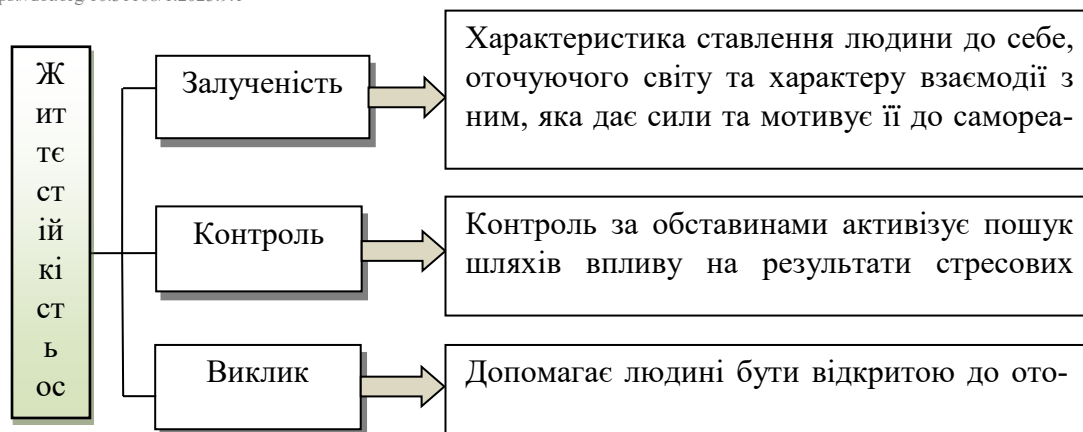 Ж
ит
тє
ст
ій
кі
ст
ь
ос
Залученість
Характеристика ставлення людини до себе,
оточуючого світу та характеру взаємодії з
ним, яка дає сили та мотивує її до самореа-
Контроль
Контроль за обставинами активізує пошук
шляхів впливу на результати стресових
Виклик
Допомагає людині бути відкритою до ото-